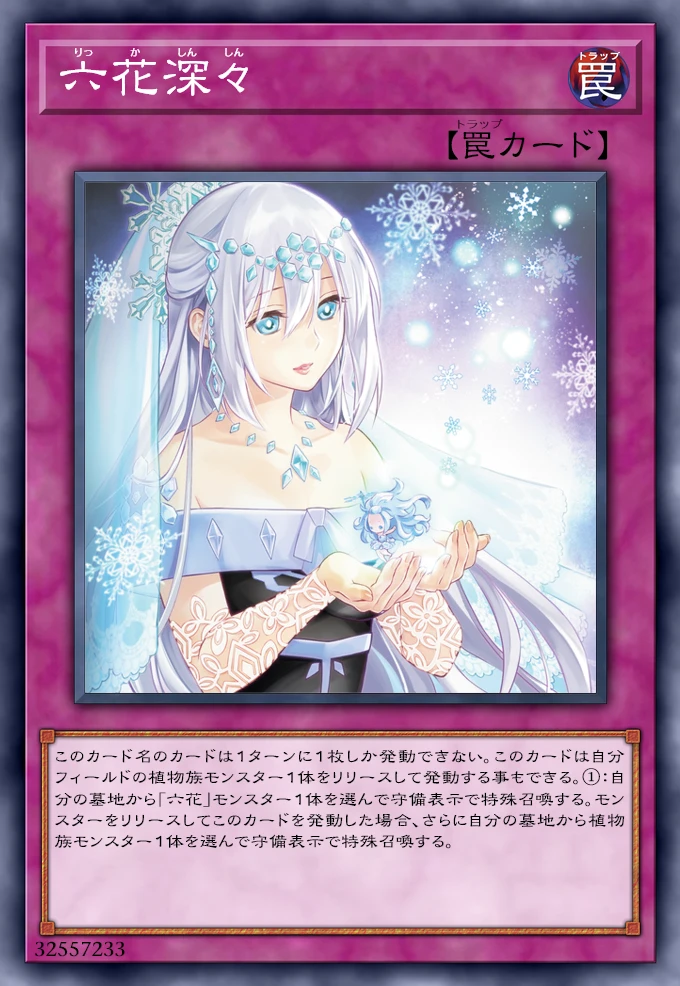 りっ か しん しん
六花深々
トラップ
罠
トラップ
【罠カード】
このカード名のカードは1ターンに1枚しか発動できない。このカードは自分
フィールドの植物族モンスター1体をリリースして発動する事もできる。①:自
分の墓地から「六花」モンスター1体を選んで守備表示で特殊召喚する。モン
スターをリリースしてこのカードを発動した場合、さらに自分の墓地から植物
族モンスター1体を選んで守備表示で特殊召喚する。
32557233